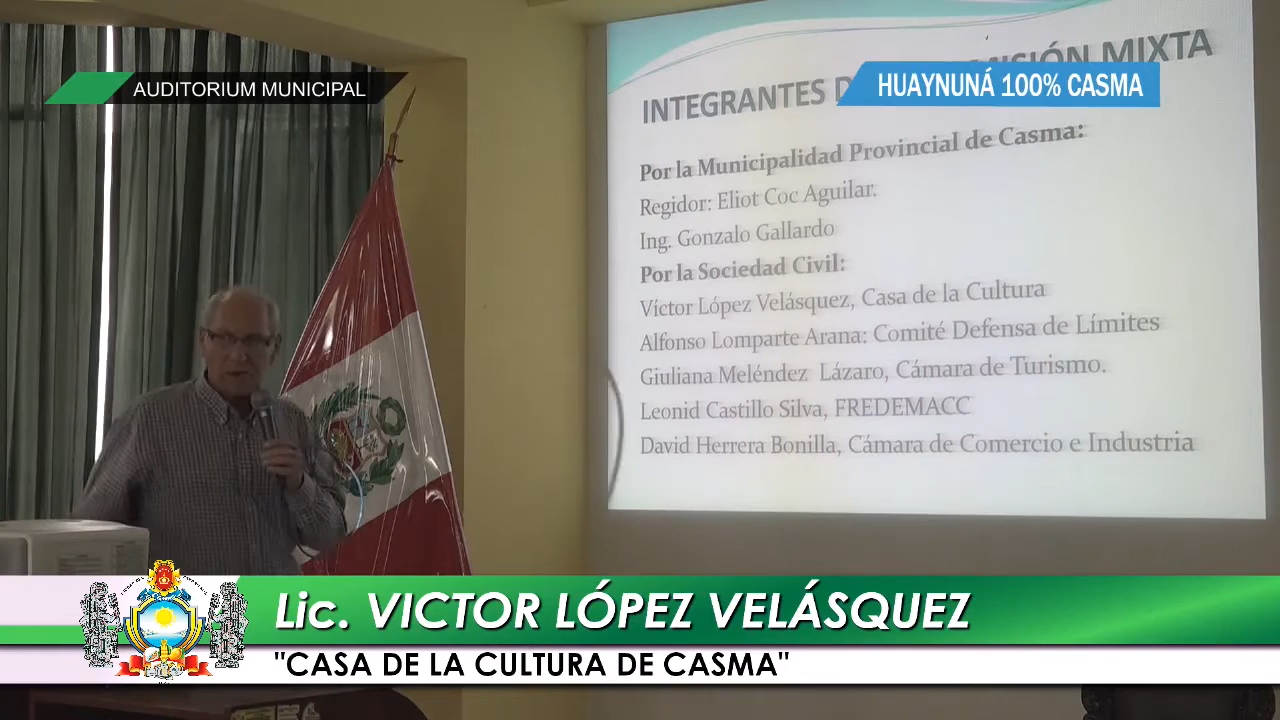 AUDITORIUM MUNICIPAL
HUAYNUNÁ 100% CASMA
INTEGRANTES MIXTA
Por la Municipalidad Provincial de Casma:
Regidor: Eliot Coc Aguilar.
Ing. Gonzalo Gallardo
Por la Sociedad Civil:
Víctor López Velásquez, Casa de la Cultura
Alfonso Lomparte Arana: Comité Defensa de Límites
Giuliana Meléndez Lázaro, Cámara de Turismo.
Leonid Castillo Silva, FREDEMACC
David Herrera Bonilla, Cámara de Comercio e Industria
Lic. VICTOR LÓPEZ VELÁSQUEZ
"CASA DE LA CULTURA DE CASMA"